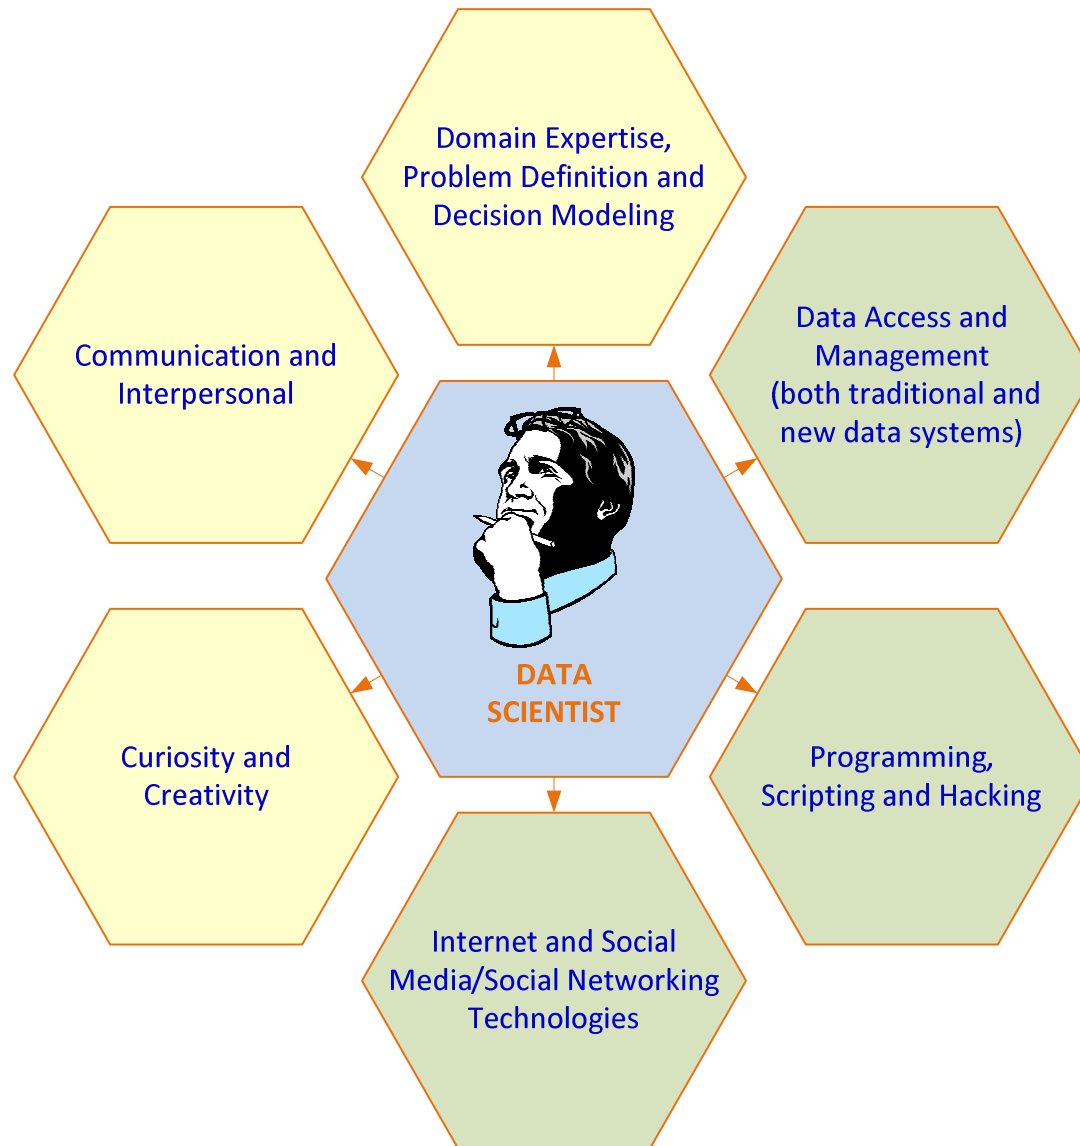 Domain Expertise,
Problem Definition and
Decision Modeling
Data Access and
Management
(both traditional and
new data systems)
Communication and
Interpersonal
DATA
SCIENTIST
Curiosity and
Creativity
Programming,
Scripting and Hacking
Internet and Social
Media/Social Networking
Technologies